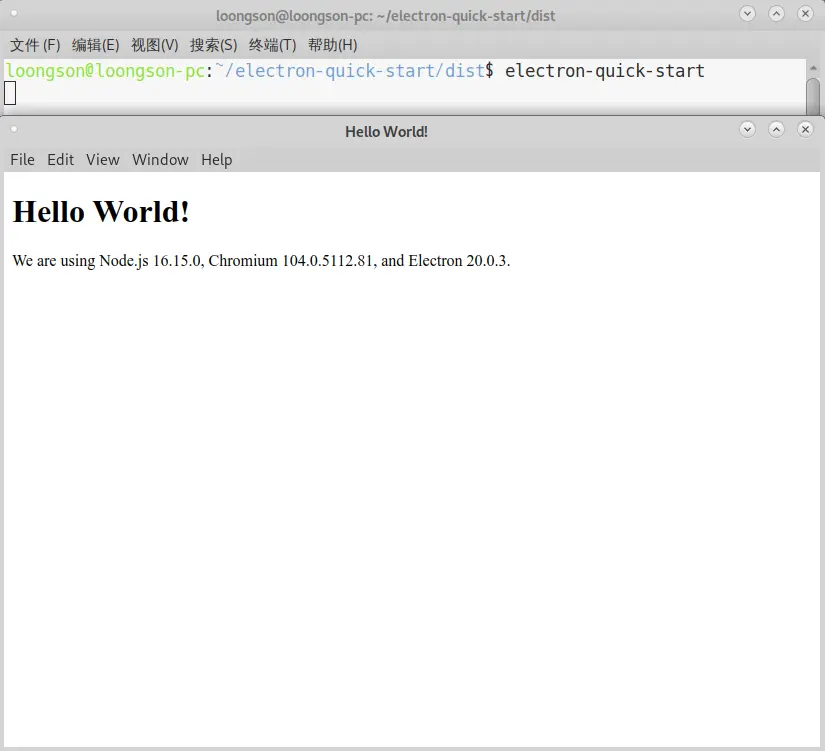 loongson@loongson-pc: ~/electron-quick-start/dist
文件 (F) 编辑(E) 视图(V) 搜索(S) 终端(T) 帮助(H)
loongson@loongson-pc:~/electron-quick-start/dist$ electron-quick-start
Hello World!
File Edit View Window Help
Hello World!
We are using Node.js 16.15.0, Chromium 104.0.5112.81, and Electron 20.0.3.